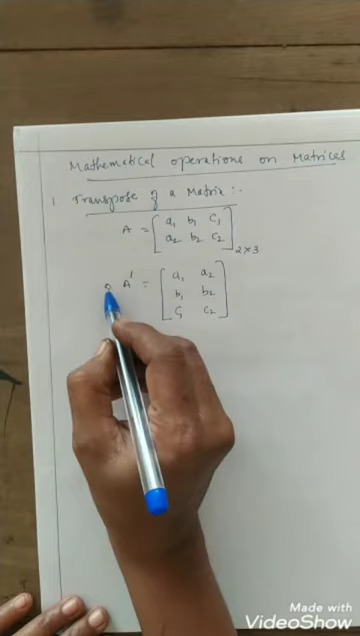 Mathematical operations on Matrices
1. Transpose of a Matrix :-
A = [ a₁ b₁ c₁
a₂ b₂ c₂ ] 2×3
A' = [ a₁ a₂
b₁ b₂
c₁ c₂ ]
Made with
VideoShow